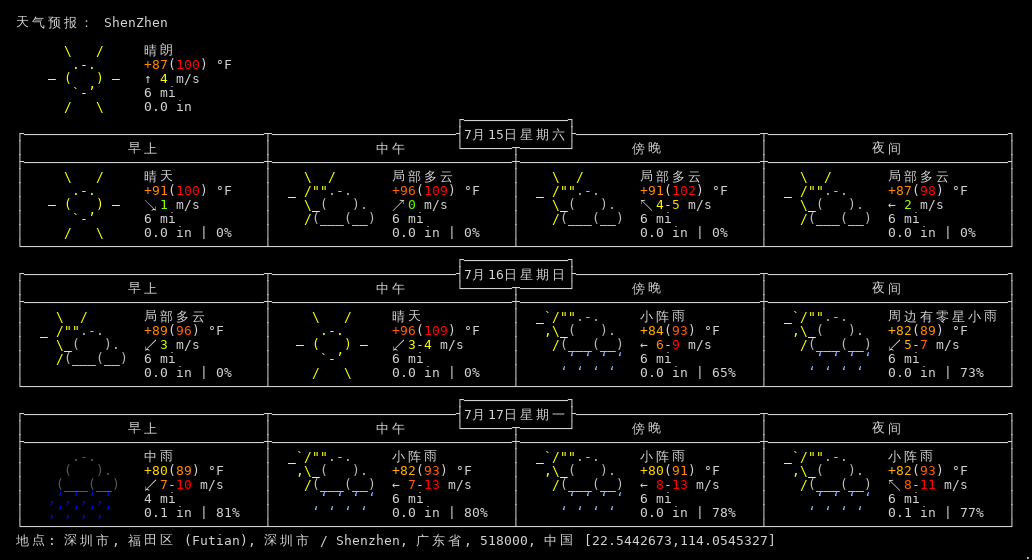 天气预报： ShenZhen
晴朗
+87(100) °F
↑ 4 m/s
6 mi
0.0 in
7月15日星期六
早上 中午 傍晚 夜间
晴天 局部多云 局部多云 局部多云
+91(100) °F +96(109) °F +91(102) °F +87(98) °F
↘ 1 m/s ↗ 0 m/s ↖ 4-5 m/s ← 2 m/s
6 mi 6 mi 6 mi 6 mi
0.0 in | 0% 0.0 in | 0% 0.0 in | 0% 0.0 in | 0%
7月16日星期日
早上 中午 傍晚 夜间
局部多云 晴天 小阵雨 周边有零星小雨
+89(96) °F +96(109) °F +84(93) °F +82(89) °F
↙ 3 m/s ↙ 3-4 m/s ← 6-9 m/s ↙ 5-7 m/s
6 mi 6 mi 6 mi 6 mi
0.0 in | 0% 0.0 in | 0% 0.0 in | 65% 0.0 in | 73%
7月17日星期一
早上 中午 傍晚 夜间
中雨 小阵雨 小阵雨 小阵雨
+80(89) °F +82(93) °F +80(91) °F +82(93) °F
↙ 7-10 m/s ← 7-13 m/s ← 8-13 m/s ↖ 8-11 m/s
4 mi 6 mi 6 mi 6 mi
0.1 in | 81% 0.0 in | 80% 0.0 in | 78% 0.1 in | 77%
地点: 深圳市, 福田区 (Futian), 深圳市 / Shenzhen, 广东省, 518000, 中国 [22.5442673,114.0545327]